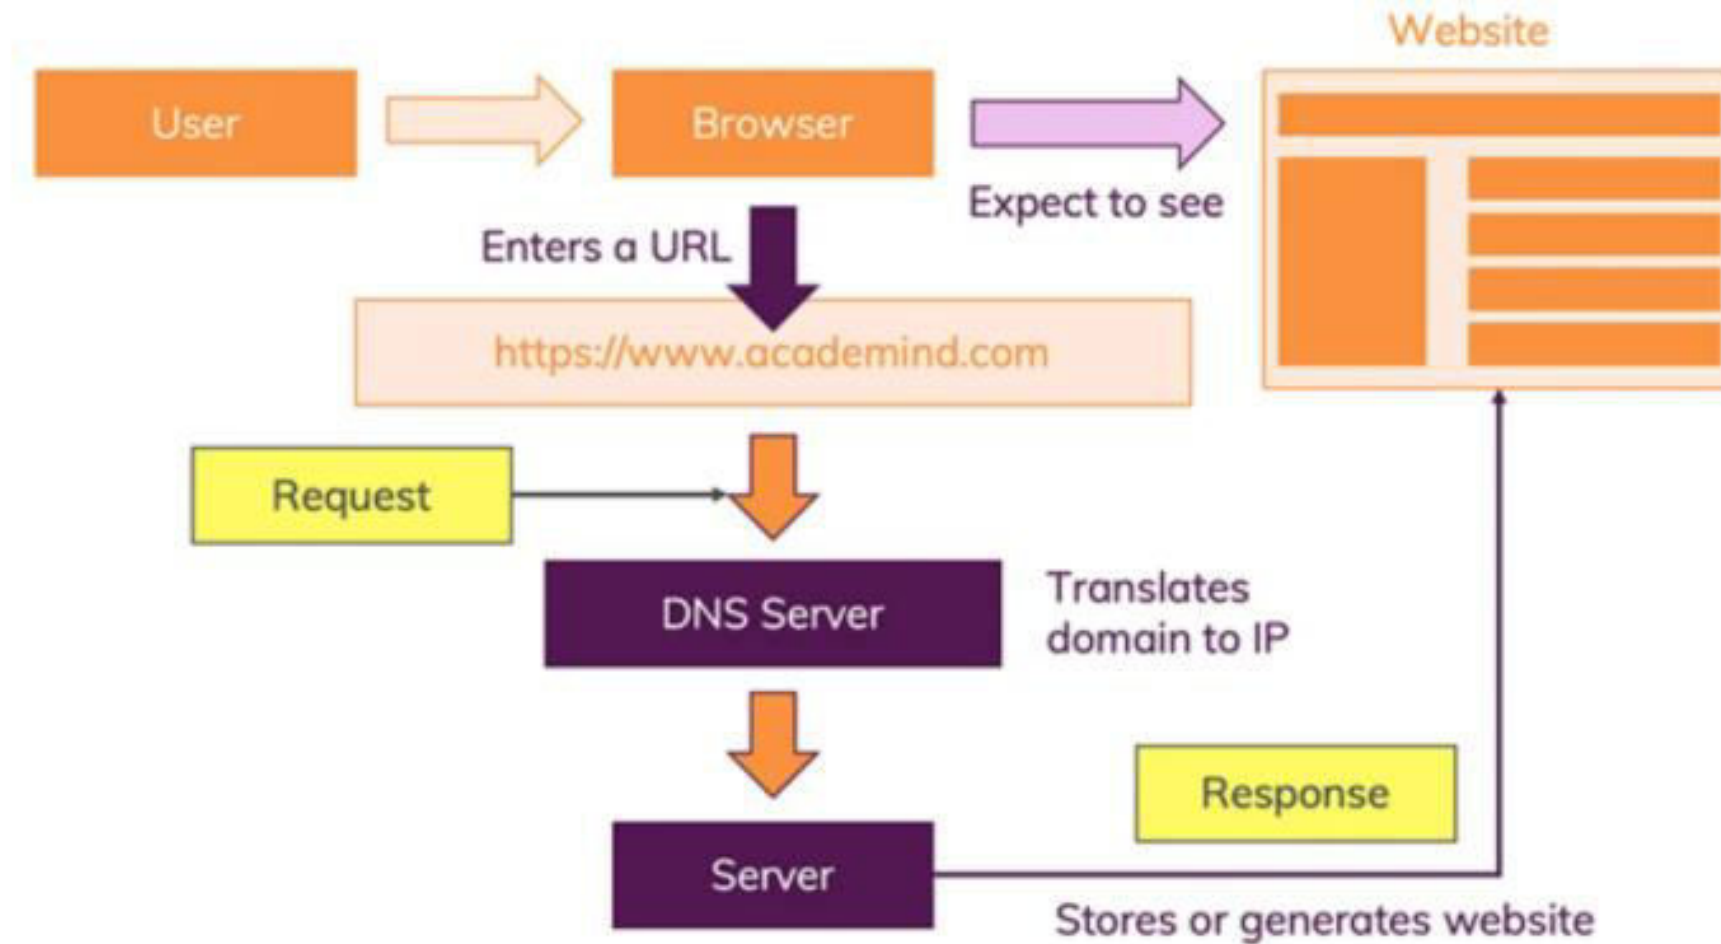 Website
User
Browser
Expect to see
Enters a URL
https://www.academind.com
Request
DNS Server
Translates
domain to IP
Response
Server
Stores or generates website